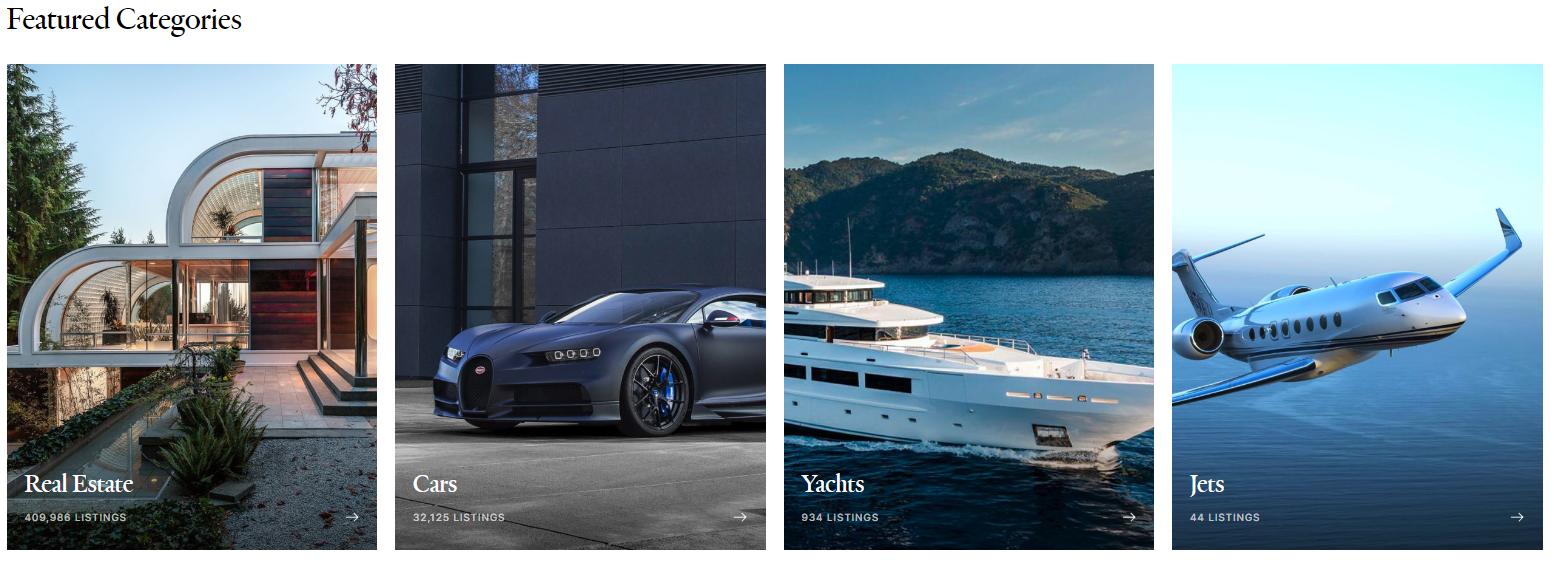 Featured Categories
Real Estate
409,986 LISTINGS
Cars
32,125 LISTINGS
Yachts
934 LISTINGS
Jets
44 LISTINGS